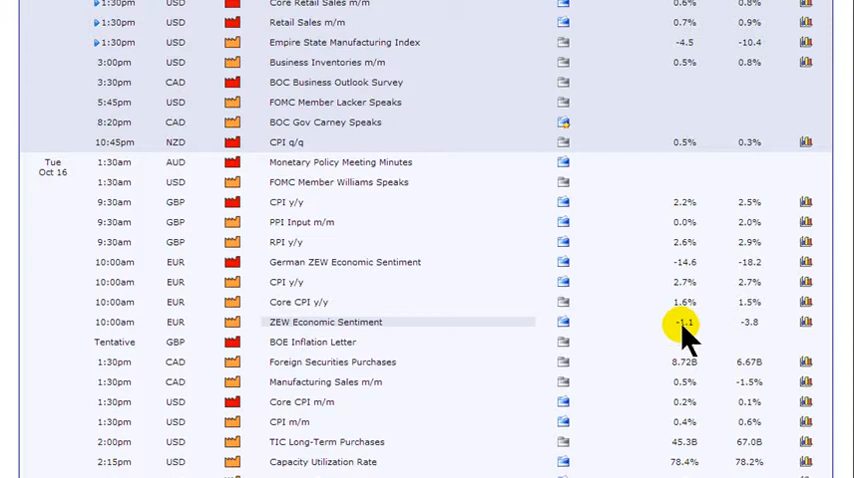 1:30pm USD Core Retail Sales m/m 0.6% 0.8%
1:30pm USD Retail Sales m/m 0.7% 0.9%
1:30pm USD Empire State Manufacturing Index -4.5 -10.4
3:00pm USD Business Inventories m/m 0.5% 0.8%
3:30pm CAD BOC Business Outlook Survey
5:45pm USD FOMC Member Lacker Speaks
8:20pm CAD BOC Gov Carney Speaks
10:45pm NZD CPI q/q 0.5% 0.3%
Tue
Oct 16
1:30am AUD Monetary Policy Meeting Minutes
1:30am USD FOMC Member Williams Speaks
9:30am GBP CPI y/y 2.2% 2.5%
9:30am GBP PPI Input m/m 0.0% 2.0%
9:30am GBP RPI y/y 2.6% 2.9%
10:00am EUR German ZEW Economic Sentiment -14.6 -18.2
10:00am EUR CPI y/y 2.7% 2.7%
10:00am EUR Core CPI y/y 1.6% 1.5%
10:00am EUR ZEW Economic Sentiment -1.1 -3.8
Tentative GBP BOE Inflation Letter
1:30pm CAD Foreign Securities Purchases 8.72B 6.67B
1:30pm CAD Manufacturing Sales m/m 0.5% -1.5%
1:30pm USD Core CPI m/m 0.2% 0.1%
1:30pm USD CPI m/m 0.4% 0.6%
2:00pm USD TIC Long-Term Purchases 45.3B 67.0B
2:15pm USD Capacity Utilization Rate 78.4% 78.2%